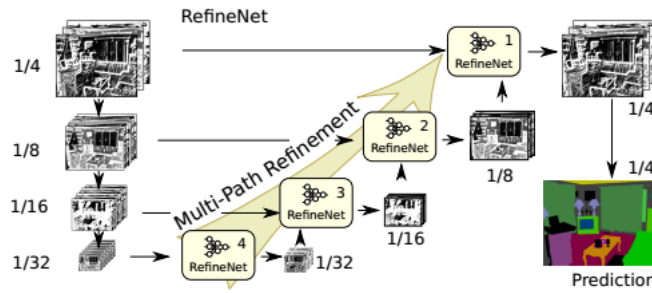 RefineNet
1/4
1
RefineNet
1/4
1/8
2
RefineNet
1/8
1/4
Multi-Path Refinement
1/16
3
RefineNet
1/16
1/32
4
RefineNet
1/32
Prediction